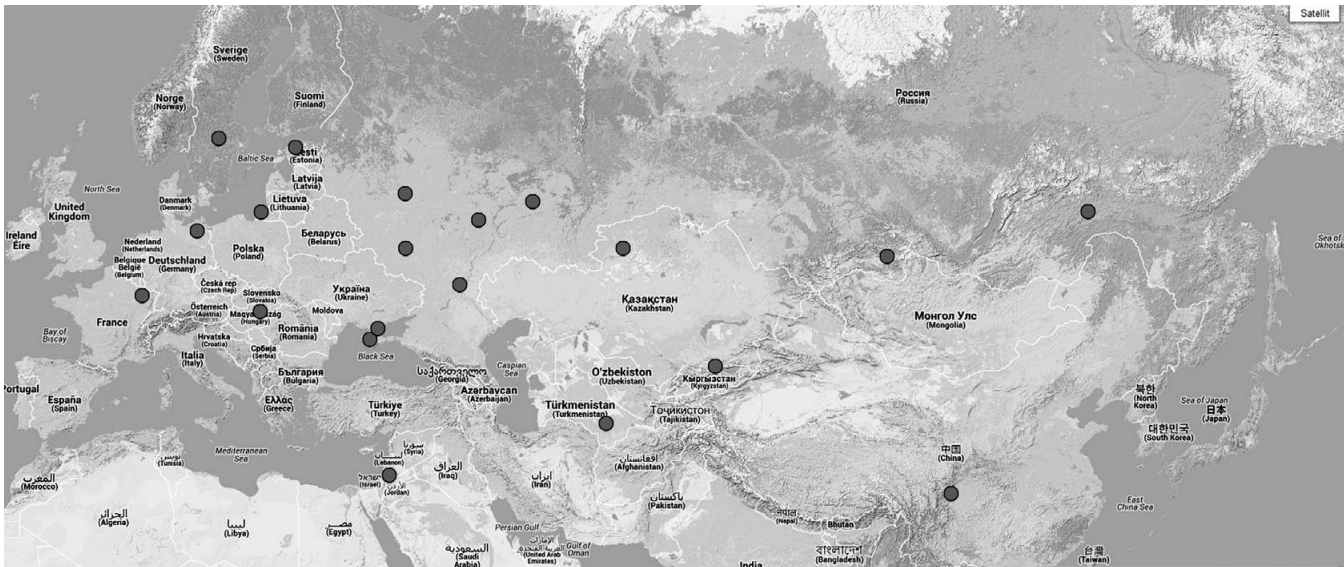 Satellit
Sverige
(Sweden)
Norge
(Norway)
Suomi
(Finland)
Россия
(Russia)
Baltic Sea
Eesti
(Estonia)
Latvija
(Latvia)
Lietuva
(Lithuania)
North Sea
Danmark
(Denmark)
United
Kingdom
Ireland
Éire
Nederland
(Netherlands)
Polska
(Poland)
Беларусь
(Belarus)
Belgique
België
(Belgium)
Deutschland
(Germany)
Česká rep
(Czech Rep)
Slovensko
(Slovakia)
Україна
(Ukraine)
Österreich
(Austria)
(Hungary)
Moldova
France
România
(Romania)
Bay of
Biscay
Hrvatska
(Croatia)
Србија
(Serbia)
Italia
(Italy)
България
(Bulgaria)
Black Sea
Portugal
España
(Spain)
Ελλάς
(Greece)
Türkiye
(Turkey)
საქართველო
(Georgia)
Azərbaycan
(Azerbaijan)
Caspian
Sea
Қазақстан
(Kazakhstan)
Монгол Улс
(Mongolia)
O'zbekiston
(Uzbekistan)
Кыргызстан
(Kyrgyzstan)
Türkmenistan
(Turkmenistan)
Тоҷикистон
(Tajikistan)
북한
(North
Korea)
Sea of Japan
日本
(Japan)
대한민국
(South Korea)
Sea of
Okhotsk
Mediterranean
Sea
تونس
(Tunisia)
المغرب
(Morocco)
الجزائر
(Algeria)
ليبيا
(Libya)
مصر
(Egypt)
سوريا
(Syria)
لبنان
(Lebanon)
ישראל
(Israel)
الأردن
(Jordan)
العراق
(Iraq)
ایران
(Iran)
افغانستان
(Afghanistan)
پاکستان
(Pakistan)
中国
(China)
नेपाल
(Nepal)
Bhutan
বাংলাদেশ
(Bangladesh)
India
East
China Sea
台灣
(Taiwan)
Persian Gulf
Gulf of
Oman
الإمارات
العربية المتحدة
(United Arab
Emirates)
السعودية
(Saudi
Arabia)